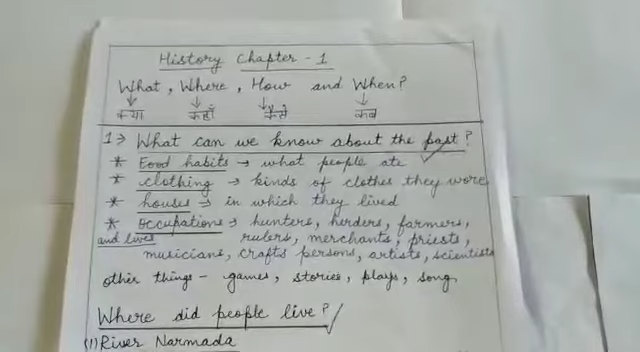 History Chapter - 1
What, Where, How and When?
↓ ↓ ↓ ↓
क्या कहाँ कैसे कब
1→ What can we know about the past?
* Food habits → what people ate ✓
* clothing → kinds of clothes they wore
* houses → in which they lived
* occupations → hunters, herders, farmers,
and lives rulers, merchants, priests,
musicians, crafts persons, artists, scientists
other things - games, stories, plays, song
Where did people live? ✓
(1) River Narmada